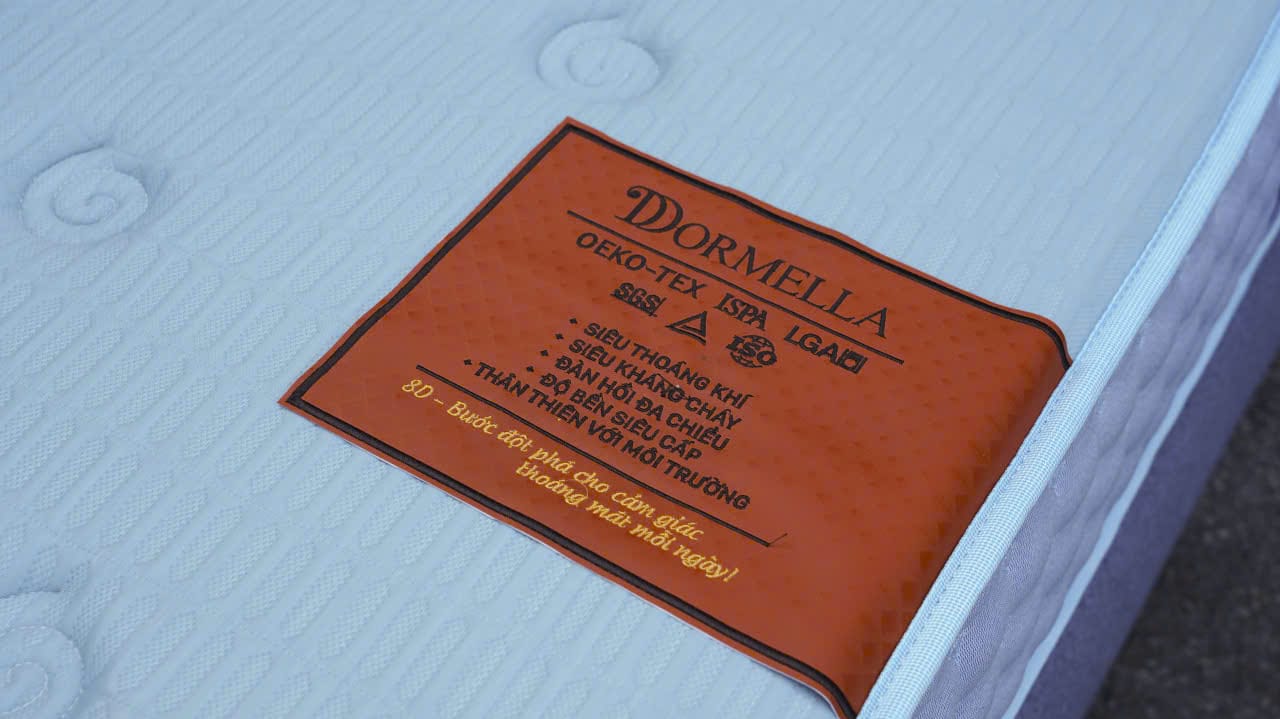 DORMELLA
OEKO-TEX ISPA LGA
SGS ISO
SIÊU THOÁNG KHÍ
SIÊU KHÁNG CHÁY
ĐÀN HỒI ĐA CHIỀU
ĐỘ BỀN SIÊU CẤP
THÂN THIỆN VỚI MÔI TRƯỜNG
8D - Bước đột phá cho cảm giác
thoáng mát mỗi ngày!